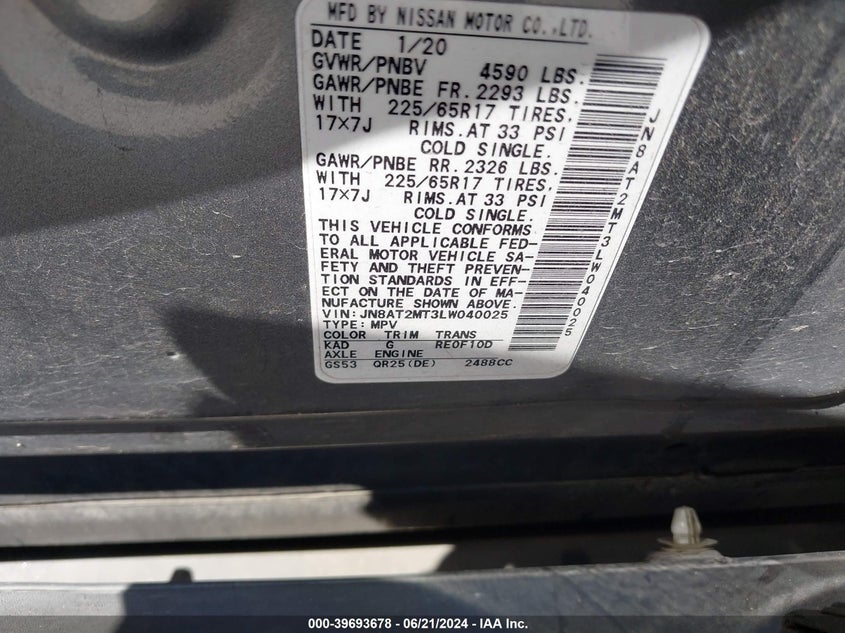 MFD BY NISSAN MOTOR CO.,LTD.
DATE 1/20
GVWR/PNBV 4590 LBS.
GAWR/PNBE FR. 2293 LBS.
WITH 225/65R17 TIRES,
17×7J RIMS.AT 33 PSI
COLD SINGLE.
GAWR/PNBE RR. 2326 LBS.
WITH 225/65R17 TIRES,
17×7J RIMS.AT 33 PSI
COLD SINGLE.
THIS VEHICLE CONFORMS
TO ALL APPLICABLE FED-
ERAL MOTOR VEHICLE SA-
FETY AND THEFT PREVEN-
TION STANDARDS IN EFF-
ECT ON THE DATE OF MA-
NUFACTURE SHOWN ABOVE.
VIN:JN8AT2MT3LW040025
TYPE: MPV
COLOR TRIM TRANS
KAD G RE0F10D
AXLE ENGINE
GS53 QR25(DE) 2488CC
JN8AT2MT3LW040025
000-39693678 - 06/21/2024 - IAA Inc.